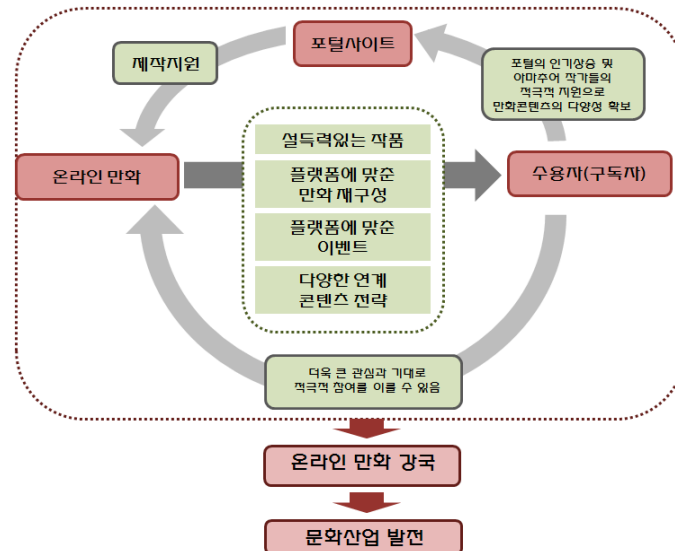 포털사이트
제작지원
포털의 인기상승 및
아마추어 작가들의
적극적 지원으로
만화콘텐츠의 다양성 확보
온라인 만화
설득력있는 작품
플랫폼에 맞춘
만화 재구성
플랫폼에 맞춘
이벤트
다양한 연계
콘텐츠 전략
수용자(구독자)
더욱 큰 관심과 기대로
적극적 참여를 이룰 수 있음
온라인 만화 강국
문화산업 발전